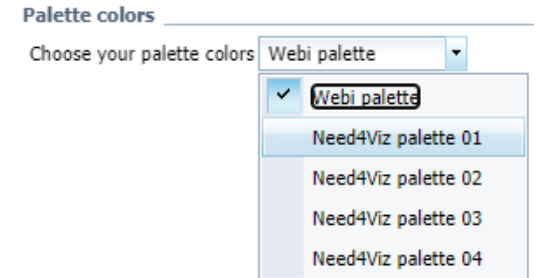 Palette colors
Choose your palette colors Webi palette
Webi palette
Need4Viz palette 01
Need4Viz palette 02
Need4Viz palette 03
Need4Viz palette 04